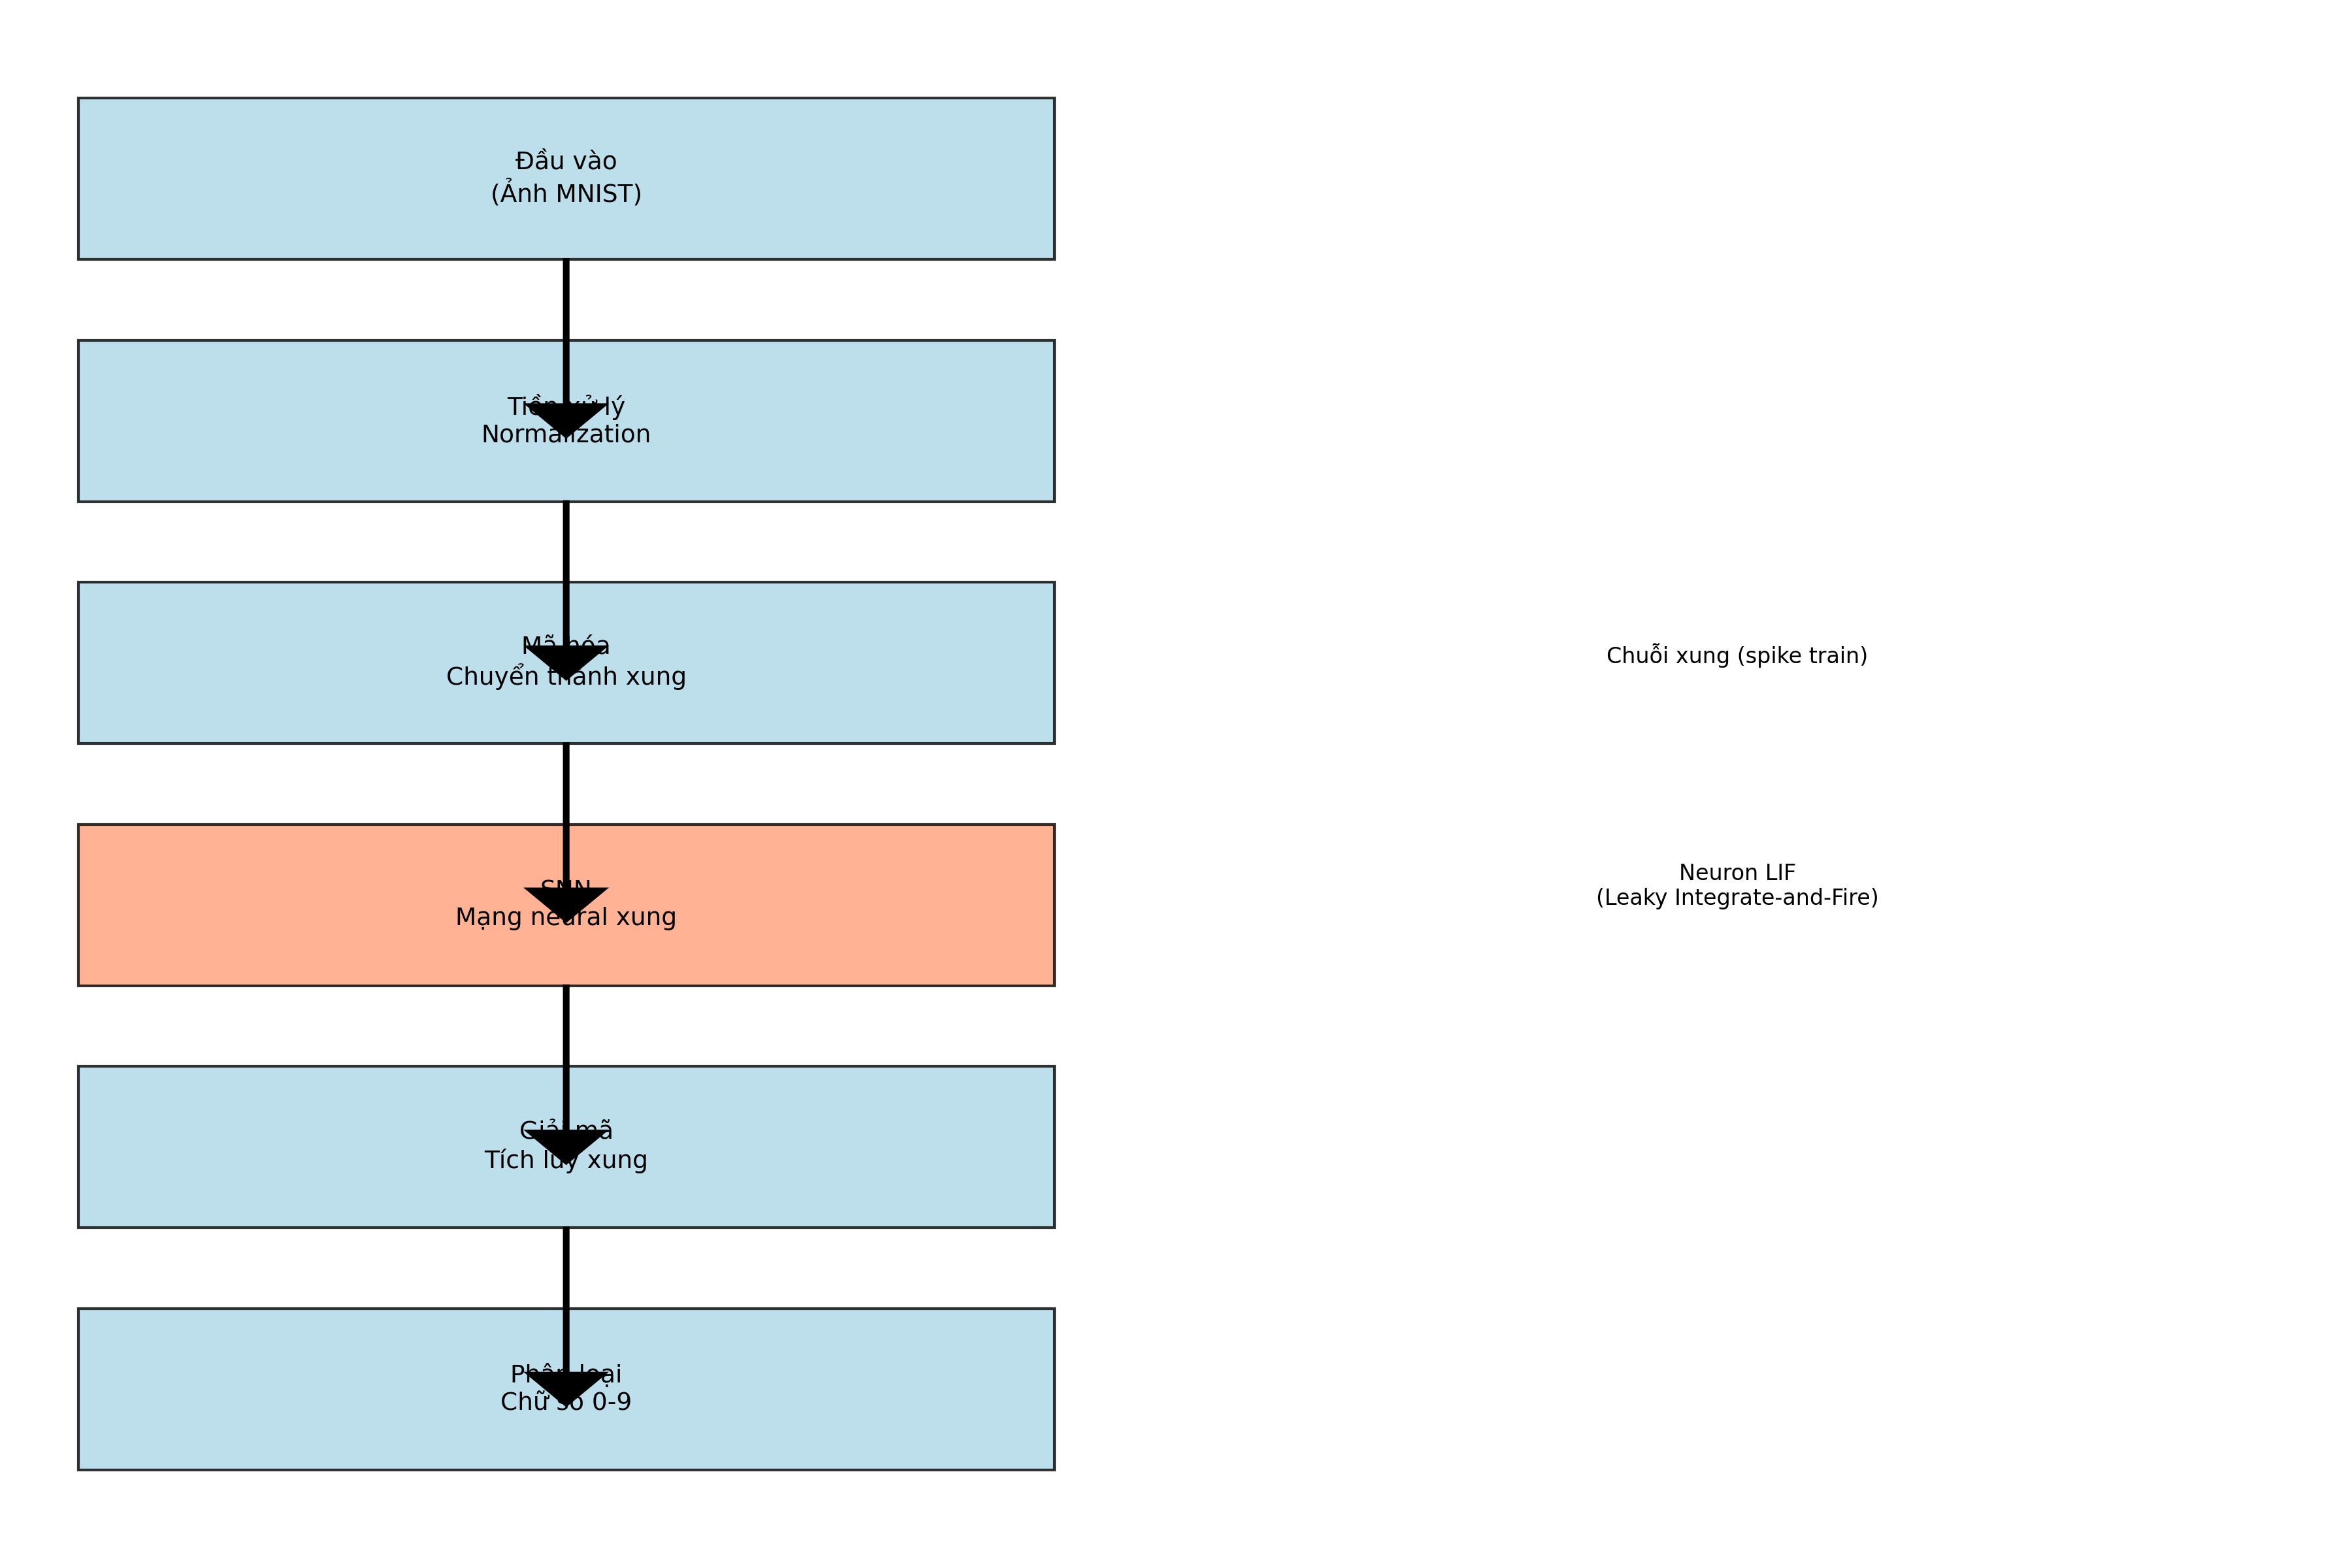 Đầu vào
(Ảnh MNIST)
Tiền xử lý
Normalization
Mã hóa
Chuyển thành xung
Chuỗi xung (spike train)
SNN
Mạng neural xung
Neuron LIF
(Leaky Integrate-and-Fire)
Giải mã
Tích luỹ xung
Phân loại
Chữ số 0-9